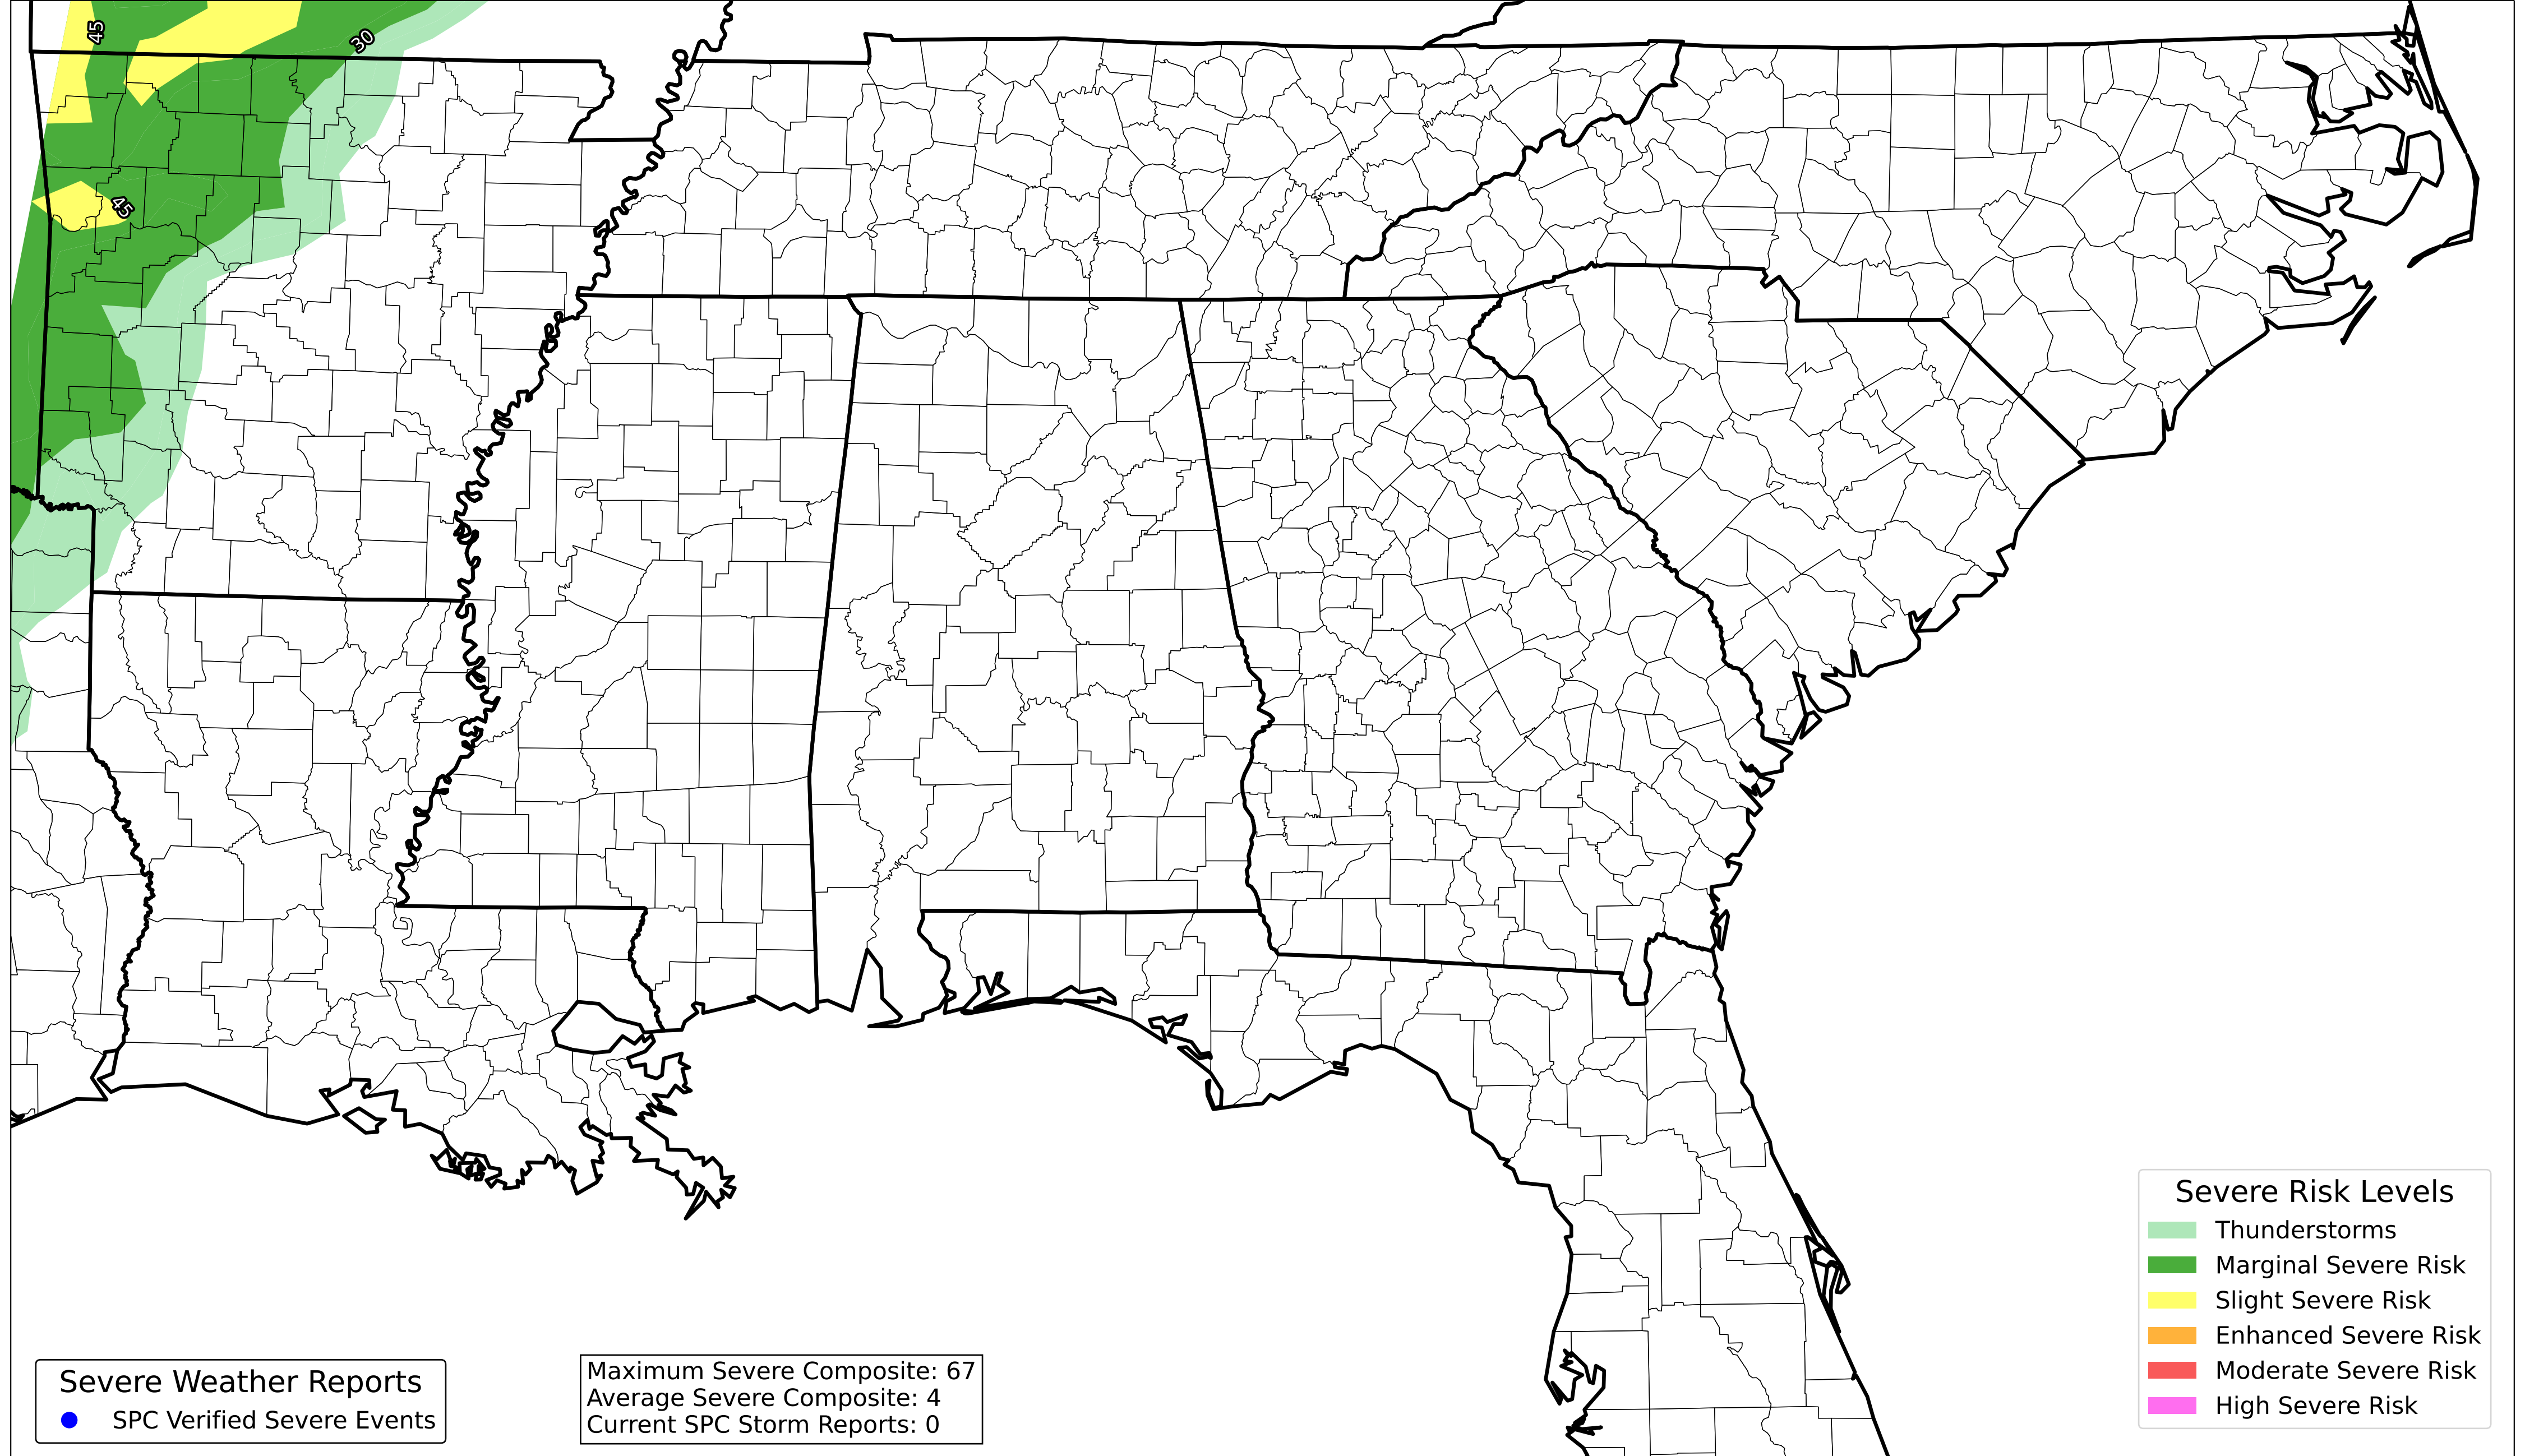 45
30
45
Severe Risk Levels
Thunderstorms
Marginal Severe Risk
Slight Severe Risk
Enhanced Severe Risk
Moderate Severe Risk
High Severe Risk
Severe Weather Reports
SPC Verified Severe Events
Maximum Severe Composite: 67
Average Severe Composite: 4
Current SPC Storm Reports: 0